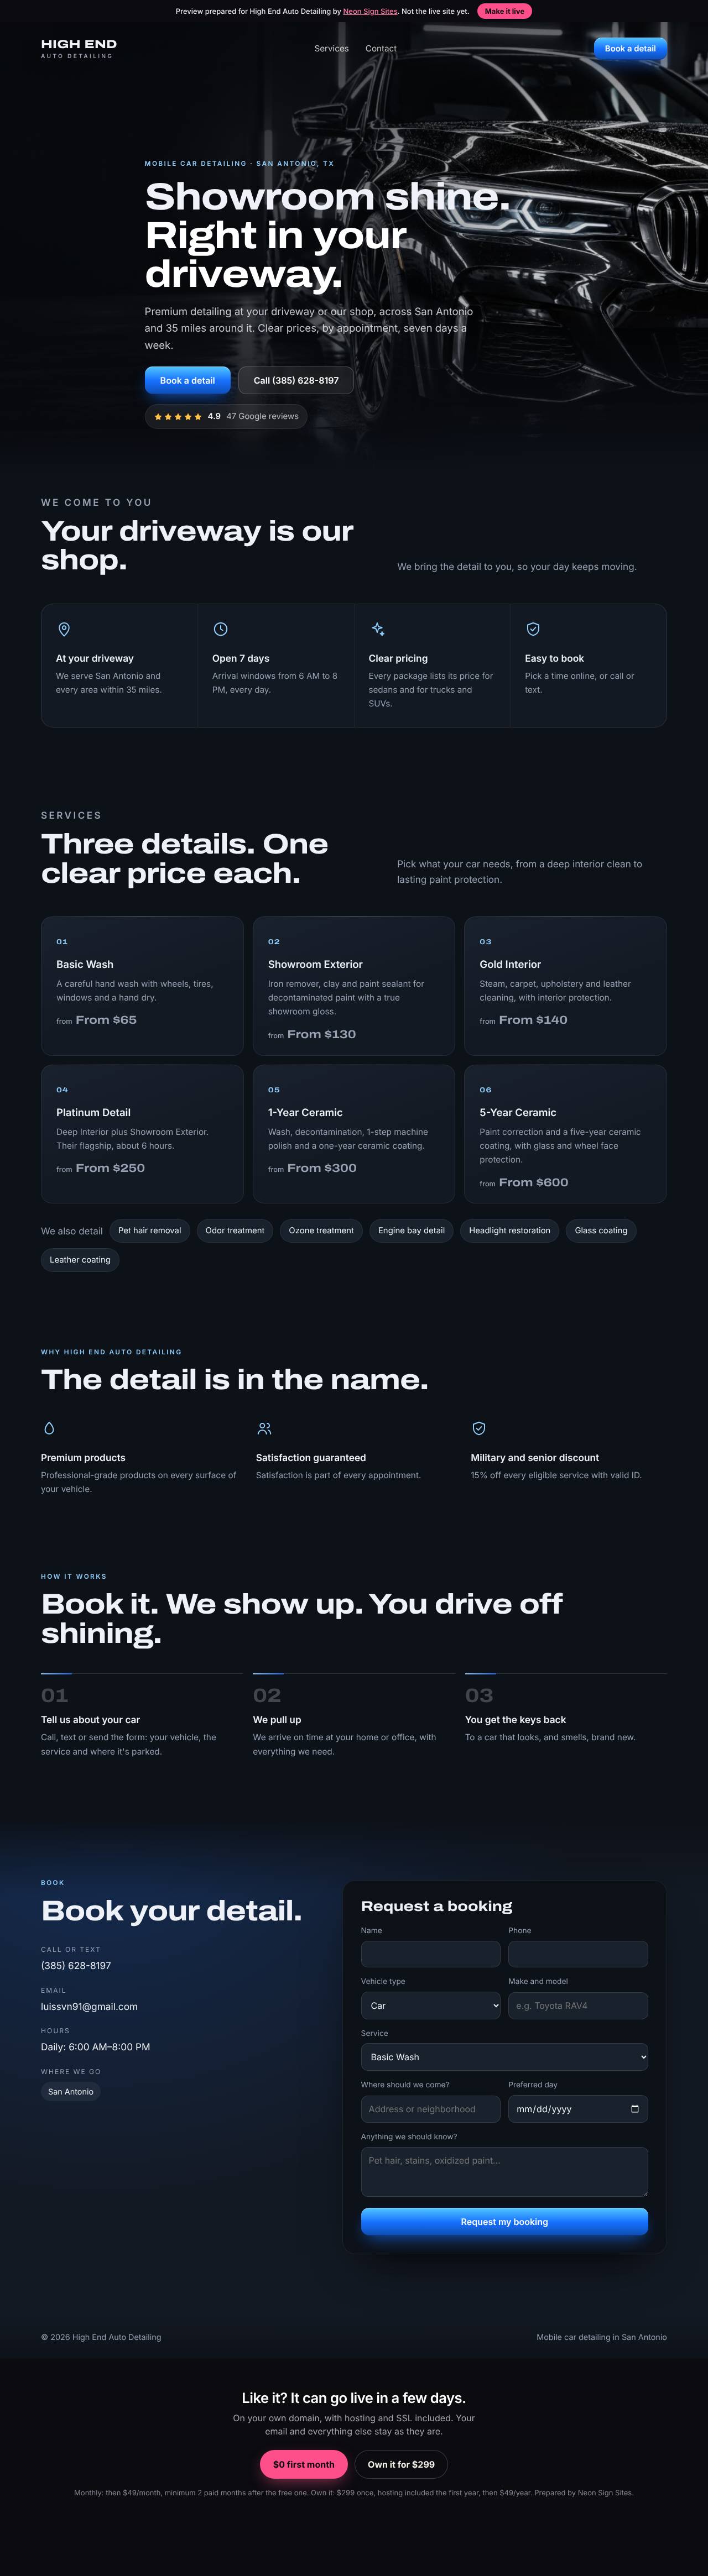 Preview prepared for High End Auto Detailing by Neon Sign Sites. Not the live site yet. Make it live
HIGH END
AUTO DETAILING
Services Contact
Book a detail
MOBILE CAR DETAILING · SAN ANTONIO, TX
Showroom shine.
Right in your
driveway.
Premium detailing at your driveway or our shop, across San Antonio
and 35 miles around it. Clear prices, by appointment, seven days a
week.
Book a detail Call (385) 628-8197
★★★★★ 4.9 47 Google reviews
WE COME TO YOU
Your driveway is our
shop.
We bring the detail to you, so your day keeps moving.
At your driveway
We serve San Antonio and
every area within 35 miles.
Open 7 days
Arrival windows from 6 AM to 8
PM, every day.
Clear pricing
Every package lists its price for
sedans and for trucks and
SUVs.
Easy to book
Pick a time online, or call or
text.
SERVICES
Three details. One
clear price each.
Pick what your car needs, from a deep interior clean to
lasting paint protection.
01
Basic Wash
A careful hand wash with wheels, tires,
windows and a hand dry.
from From $65
02
Showroom Exterior
Iron remover, clay and paint sealant for
decontaminated paint with a true
showroom gloss.
from From $130
03
Gold Interior
Steam, carpet, upholstery and leather
cleaning, with interior protection.
from From $140
04
Platinum Detail
Deep Interior plus Showroom Exterior.
Their flagship, about 6 hours.
from From $250
05
1-Year Ceramic
Wash, decontamination, 1-step machine
polish and a one-year ceramic coating.
from From $300
06
5-Year Ceramic
Paint correction and a five-year ceramic
coating, with glass and wheel face
protection.
from From $600
We also detail Pet hair removal Odor treatment Ozone treatment Engine bay detail Headlight restoration Glass coating
Leather coating
WHY HIGH END AUTO DETAILING
The detail is in the name.
Premium products
Professional-grade products on every surface of
your vehicle.
Satisfaction guaranteed
Satisfaction is part of every appointment.
Military and senior discount
15% off every eligible service with valid ID.
HOW IT WORKS
Book it. We show up. You drive off
shining.
01
Tell us about your car
Call, text or send the form: your vehicle, the
service and where it's parked.
02
We pull up
We arrive on time at your home or office, with
everything we need.
03
You get the keys back
To a car that looks, and smells, brand new.
BOOK
Book your detail.
CALL OR TEXT
(385) 628-8197
EMAIL
luissvn91@gmail.com
HOURS
Daily: 6:00 AM–8:00 PM
WHERE WE GO
San Antonio
Request a booking
Name Phone
Vehicle type Make and model
Car e.g. Toyota RAV4
Service
Basic Wash
Where should we come? Preferred day
Address or neighborhood mm/dd/yyyy
Anything we should know?
Pet hair, stains, oxidized paint...
Request my booking
© 2026 High End Auto Detailing
Mobile car detailing in San Antonio
Like it? It can go live in a few days.
On your own domain, with hosting and SSL included. Your
email and everything else stay as they are.
$0 first month Own it for $299
Monthly: then $49/month, minimum 2 paid months after the free one. Own it: $299 once, hosting included the first year, then $49/year. Prepared by Neon Sign Sites.